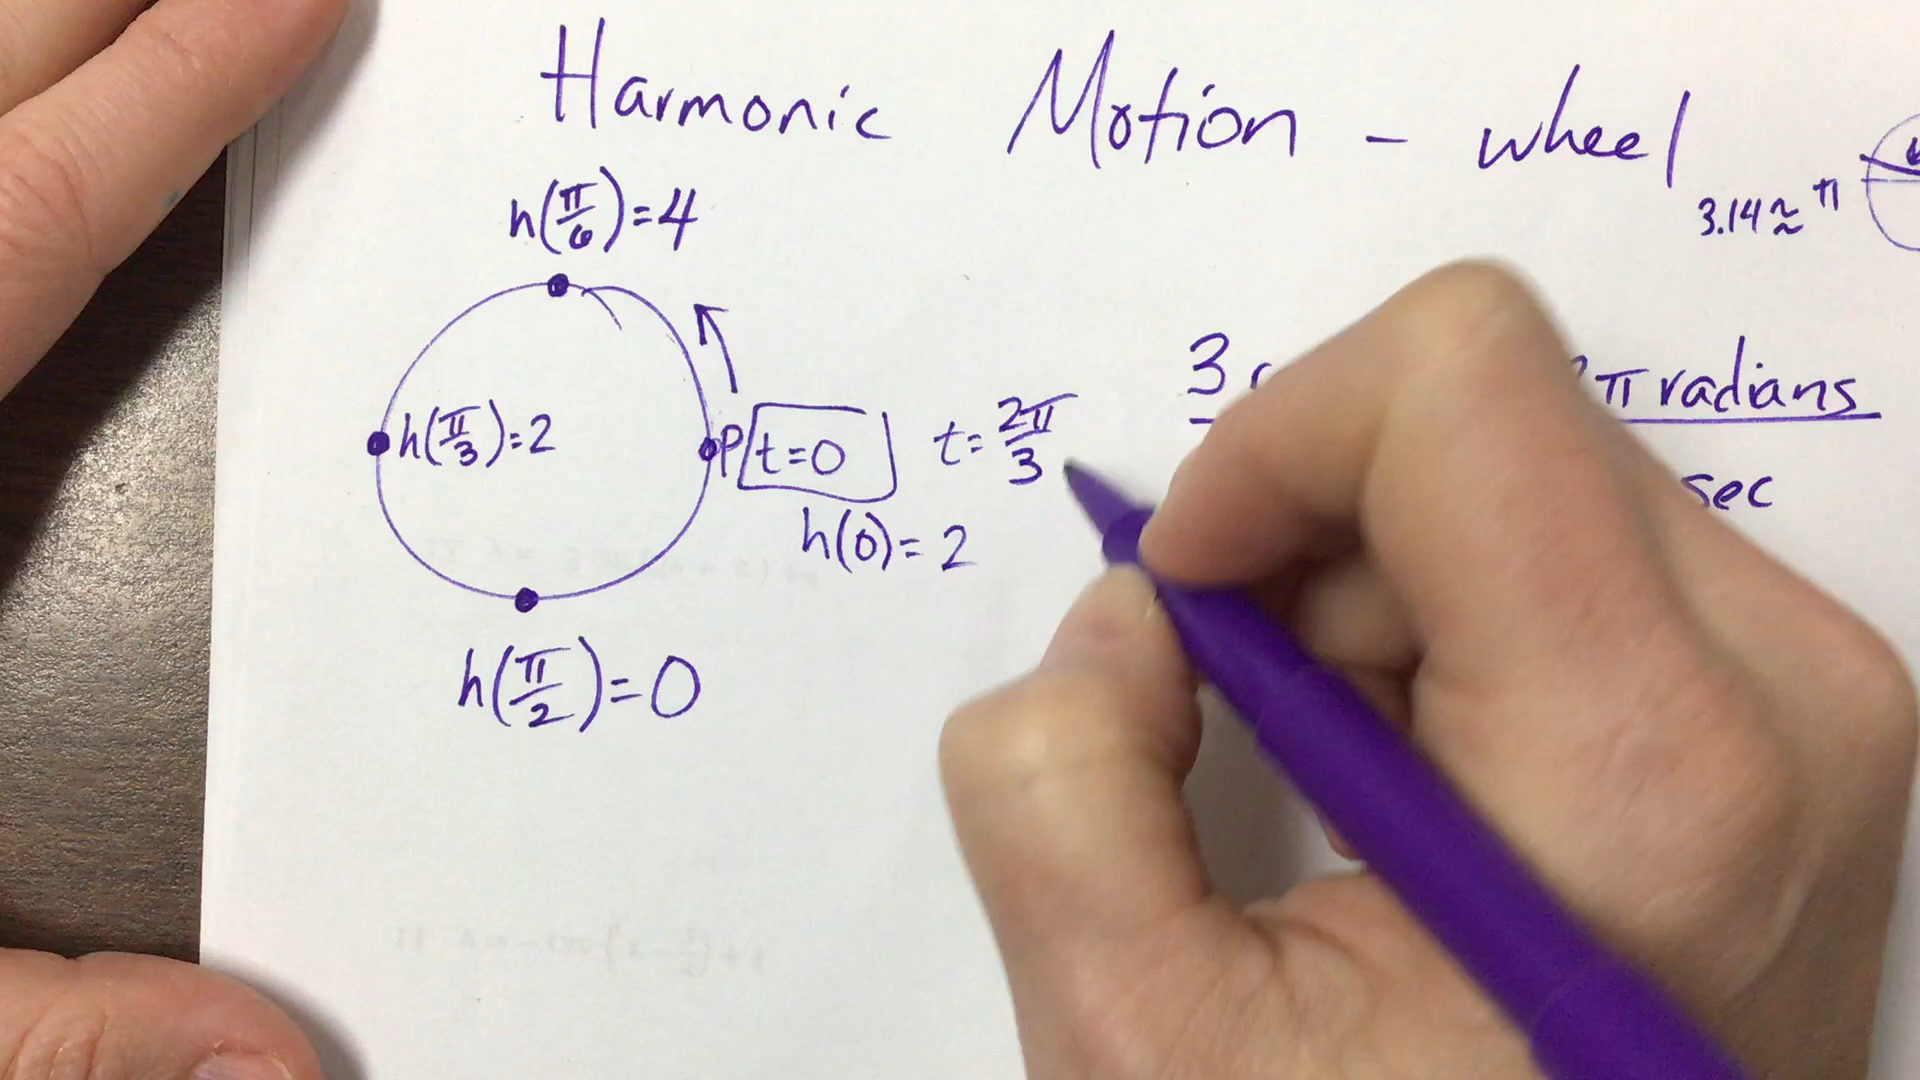 Harmonic Motion - wheel
3.14 ≈ π
h(π/6)=4
3 π radians
sec
h(π/3)=2
P t=0 t=2π/3
h(0)=2
h(π/2)=0